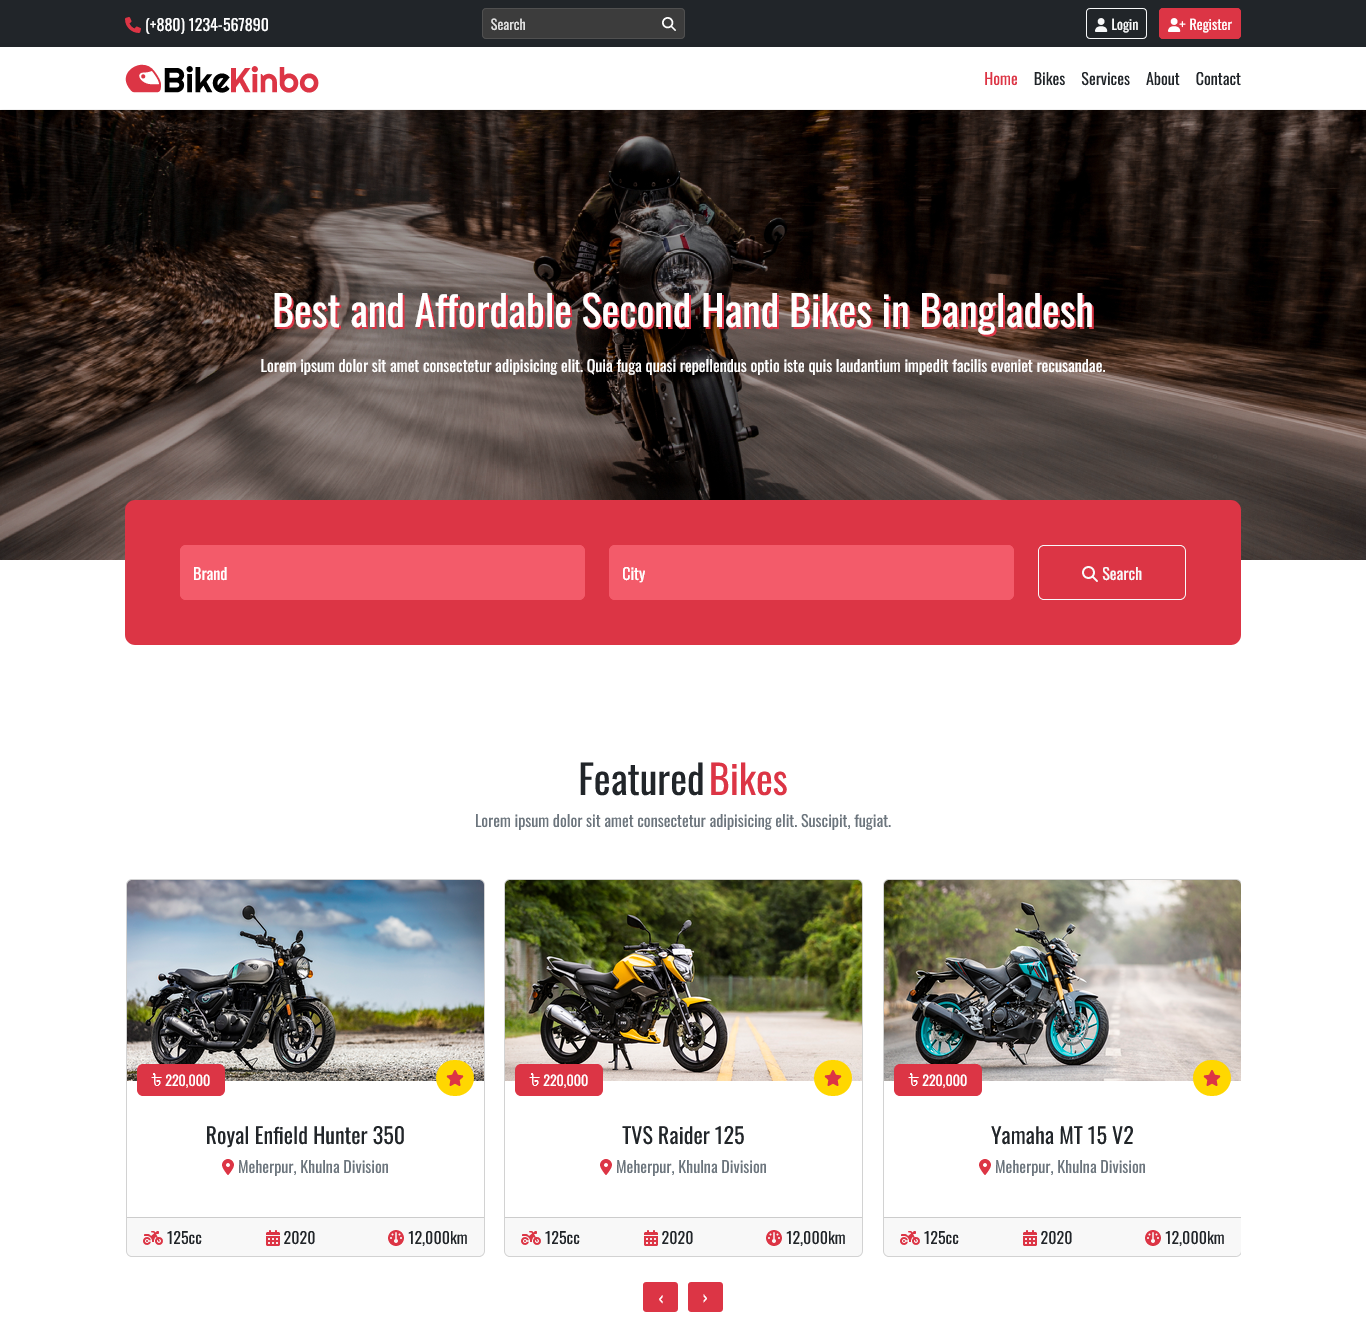 (+880) 1234-567890
Search
Login
Register
BikeKinbo
Home Bikes Services About Contact
Best and Affordable Second Hand Bikes in Bangladesh
Lorem ipsum dolor sit amet consectetur adipisicing elit. Quia fuga quasi repellendus optio iste quis laudantium impedit facilis eveniet recusandae.
Brand
City
Search
Featured Bikes
Lorem ipsum dolor sit amet consectetur adipisicing elit. Suscipit, fugiat.
৳ 220,000
Royal Enfield Hunter 350
Meherpur, Khulna Division
125cc 2020 12,000km
৳ 220,000
TVS Raider 125
Meherpur, Khulna Division
125cc 2020 12,000km
৳ 220,000
Yamaha MT 15 V2
Meherpur, Khulna Division
125cc 2020 12,000km
‹ ›